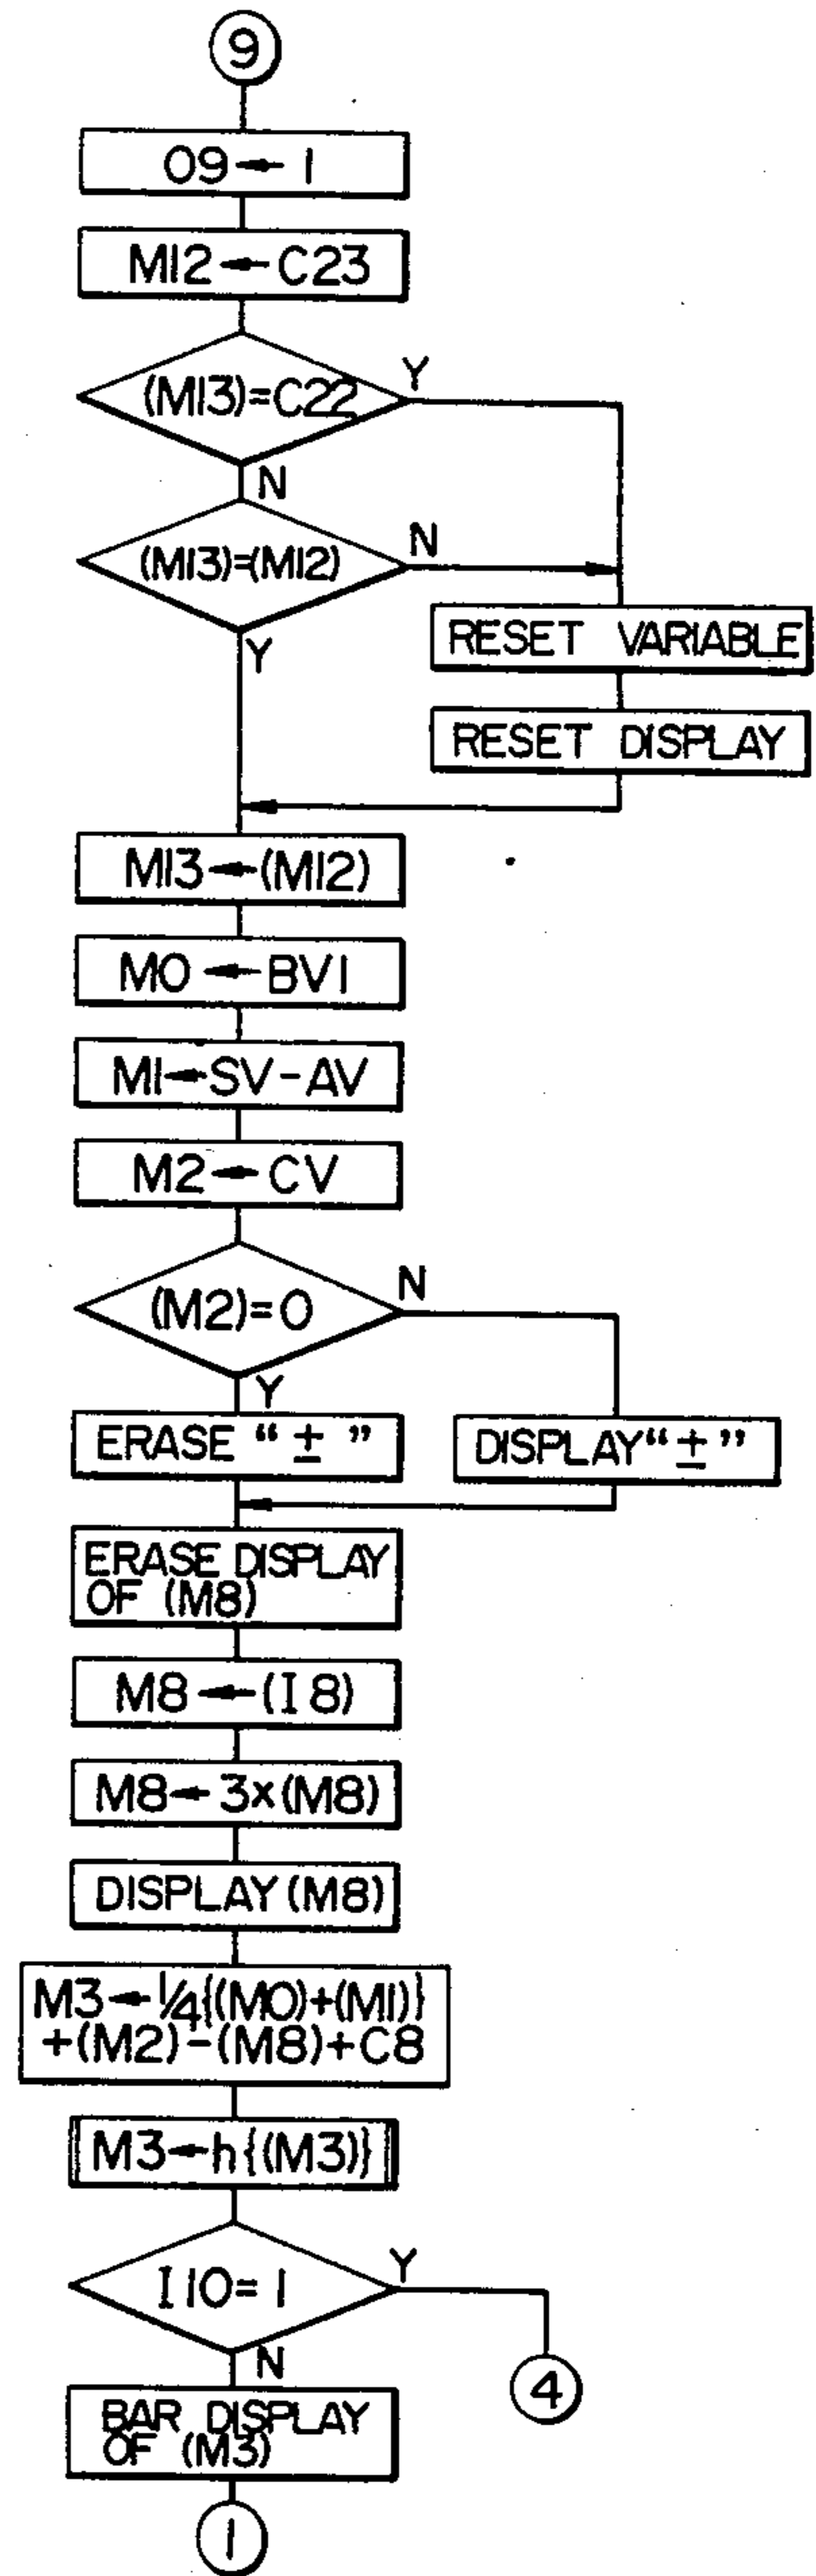 9
O9←1
M12←C23
(M13)=C22
Y
N
(M13)=(M12)
N
Y
RESET VARIABLE
RESET DISPLAY
M13←(M12)
M0←BV1
M1←SV-AV
M2←CV
(M2)=0
N
Y
ERASE “±”
DISPLAY“±”
ERASE DISPLAY
OF (M8)
M8←(I8)
M8←3x(M8)
DISPLAY(M8)
M3←¼{(M0)+(M1)}
+(M2)-(M8)+C8
M3←h{(M3)}
I10=1
Y
N
4
BAR DISPLAY
OF (M3)
1